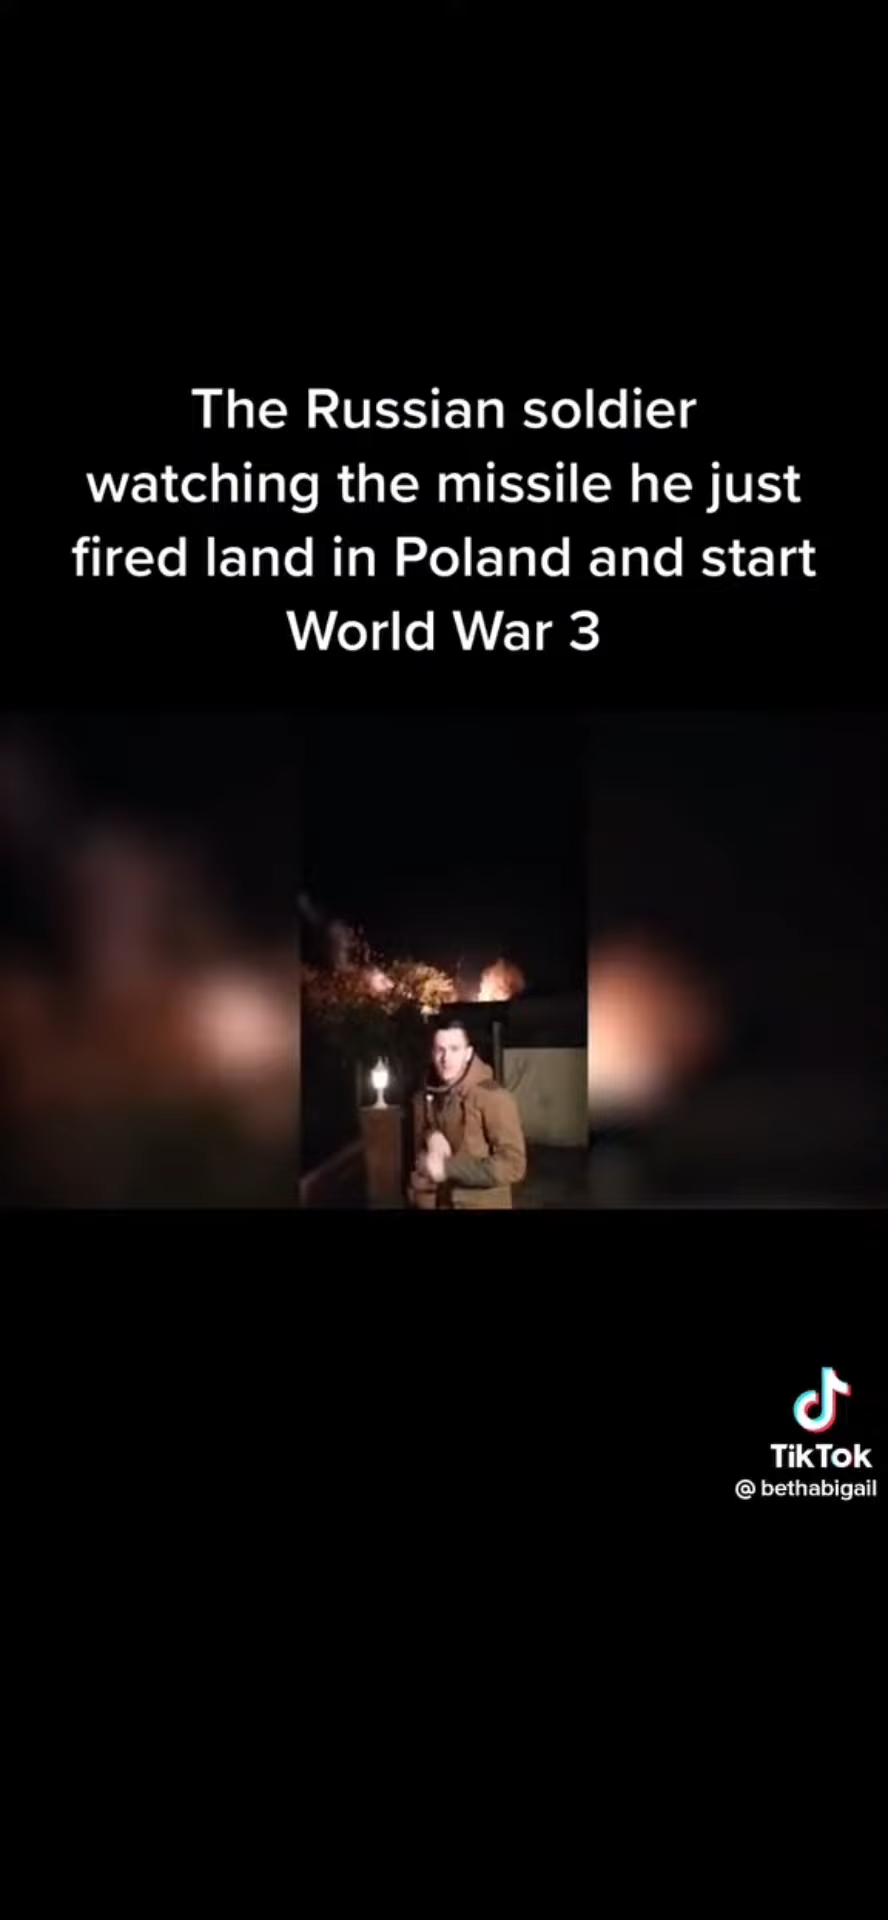 The Russian soldier
watching the missile he just
fired land in Poland and start
World War 3
TikTok
@ bethabigail